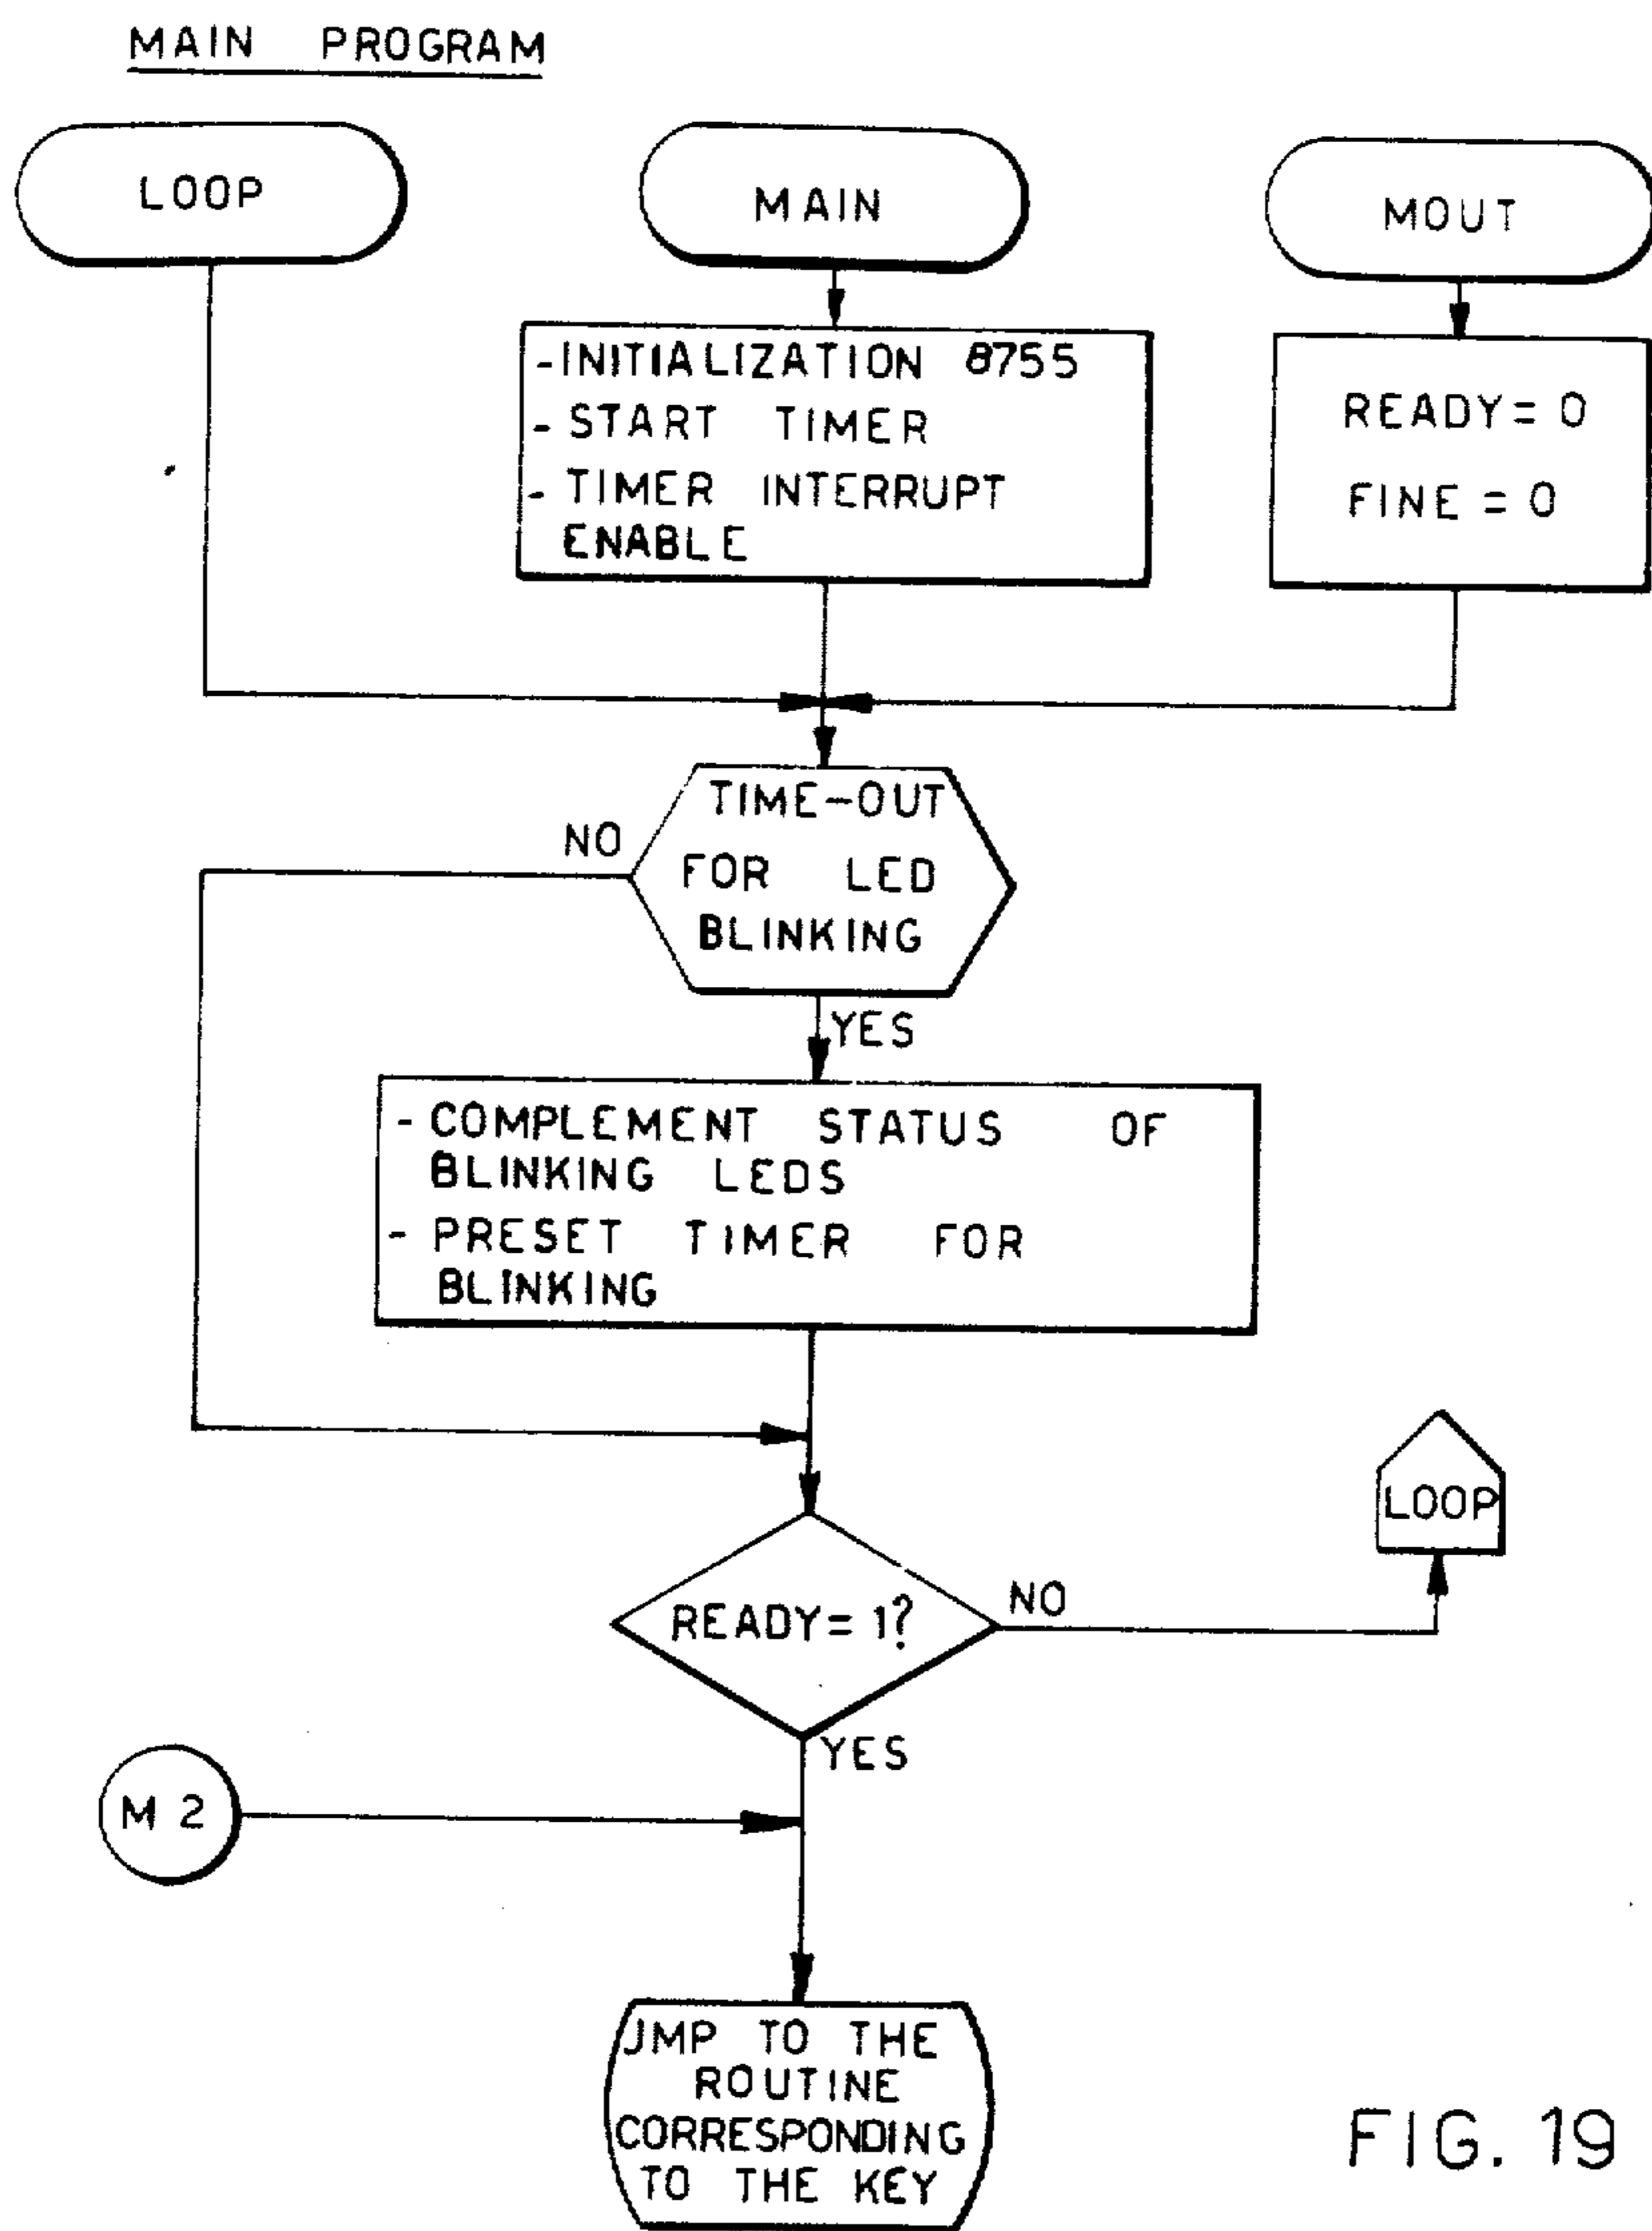 MAIN PROGRAM
LOOP
MAIN
MOUT
-INITIALIZATION 8755
- START TIMER
- TIMER INTERRUPT
ENABLE
READY = 0
FINE = 0
TIME-OUT
FOR LED
BLINKING
NO
YES
- COMPLEMENT STATUS OF
BLINKING LEDS
- PRESET TIMER FOR
BLINKING
LOOP
READY = 1?
NO
YES
M 2
JMP TO THE
ROUTINE
CORRESPONDING
TO THE KEY
FIG. 19